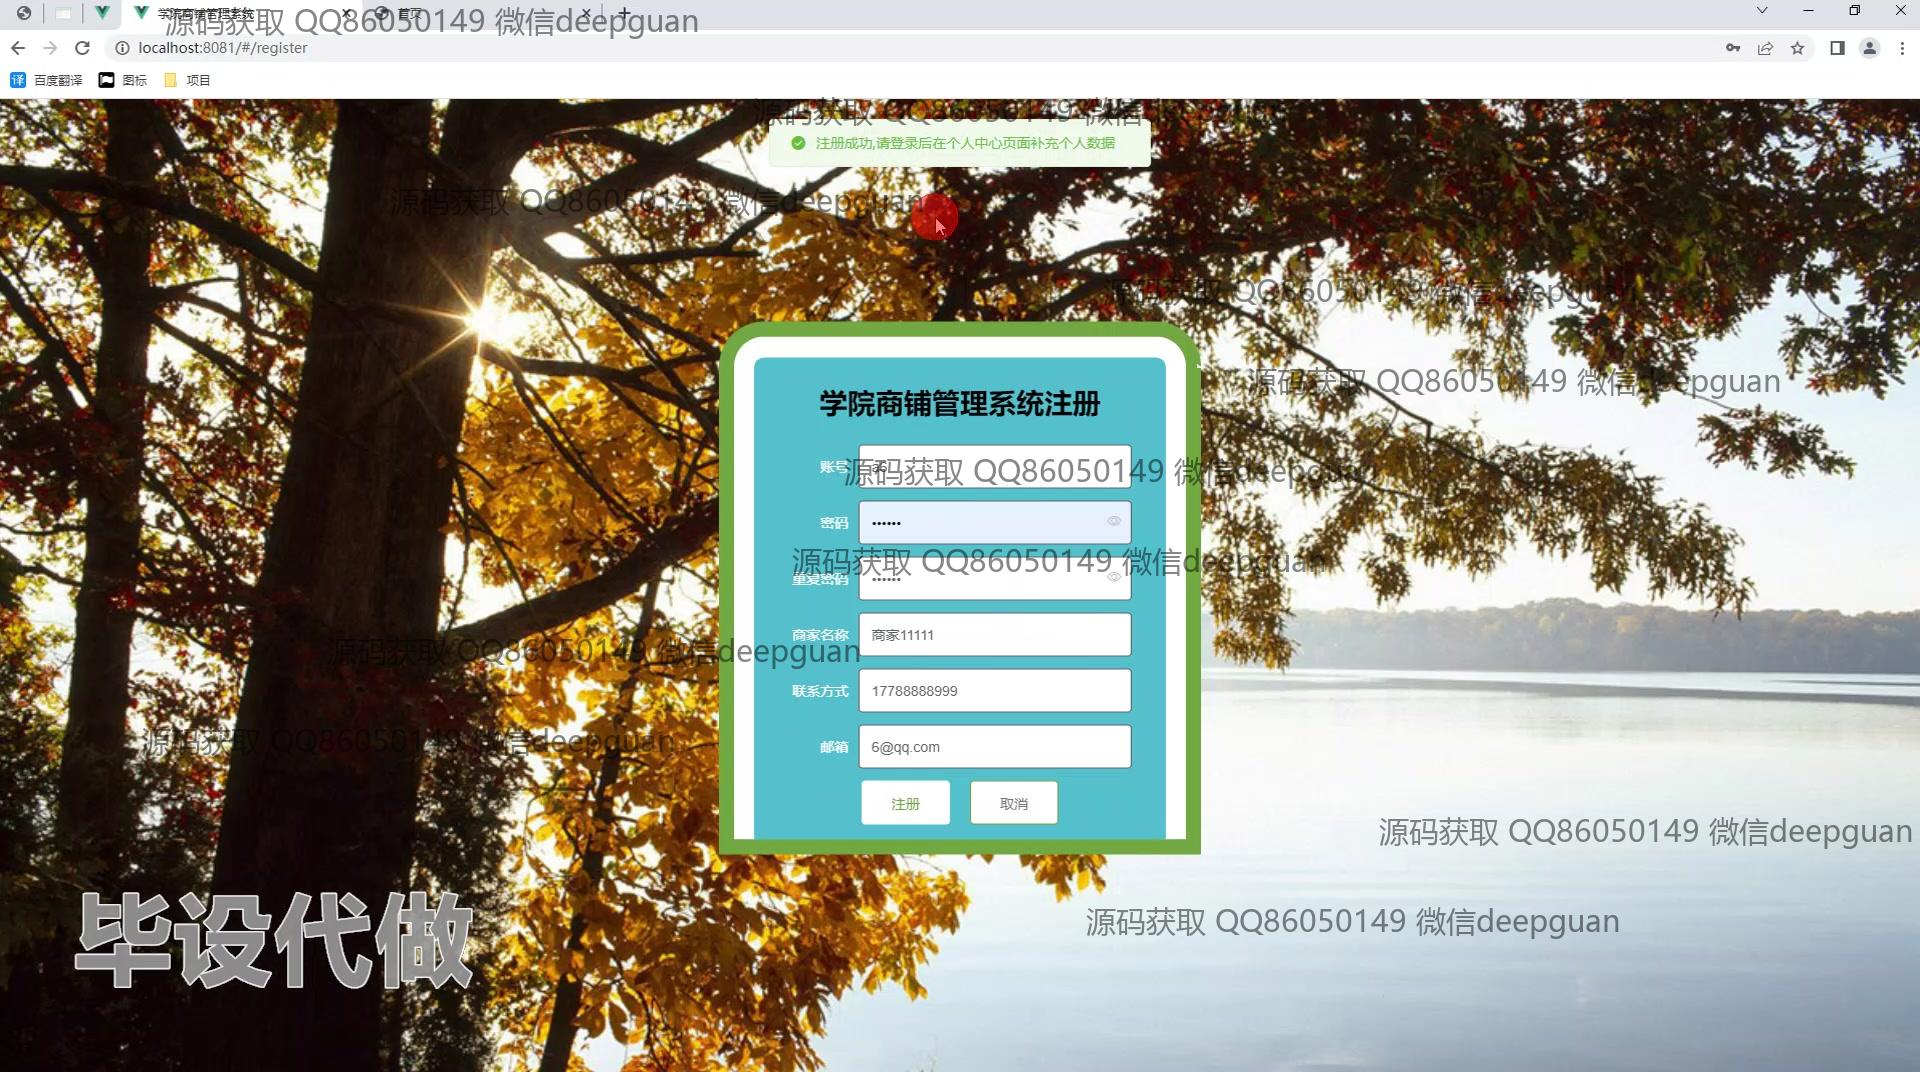 学院商铺管理系统
首页
源码获取 QQ86050149 微信deepguan
localhost:8081/#/register
百度翻译
图标
项目
源码获取 QQ86050149 微信deepguan
注册成功,请登录后在个人中心页面补充个人数据
源码获取 QQ86050149 微信deepguan
源码获取 QQ86050149 微信deepguan
源码获取 QQ86050149 微信deepguan
学院商铺管理系统注册
账号
源码获取 QQ86050149 微信deepguan
密码 ••••••
源码获取 QQ86050149 微信deepguan
重复密码 ••••••
商家名称 商家11111
源码获取 QQ86050149 微信deepguan
联系方式 17788888999
源码获取 QQ86050149 微信deepguan
邮箱 6@qq.com
注册 取消
源码获取 QQ86050149 微信deepguan
源码获取 QQ86050149 微信deepguan
毕设代做